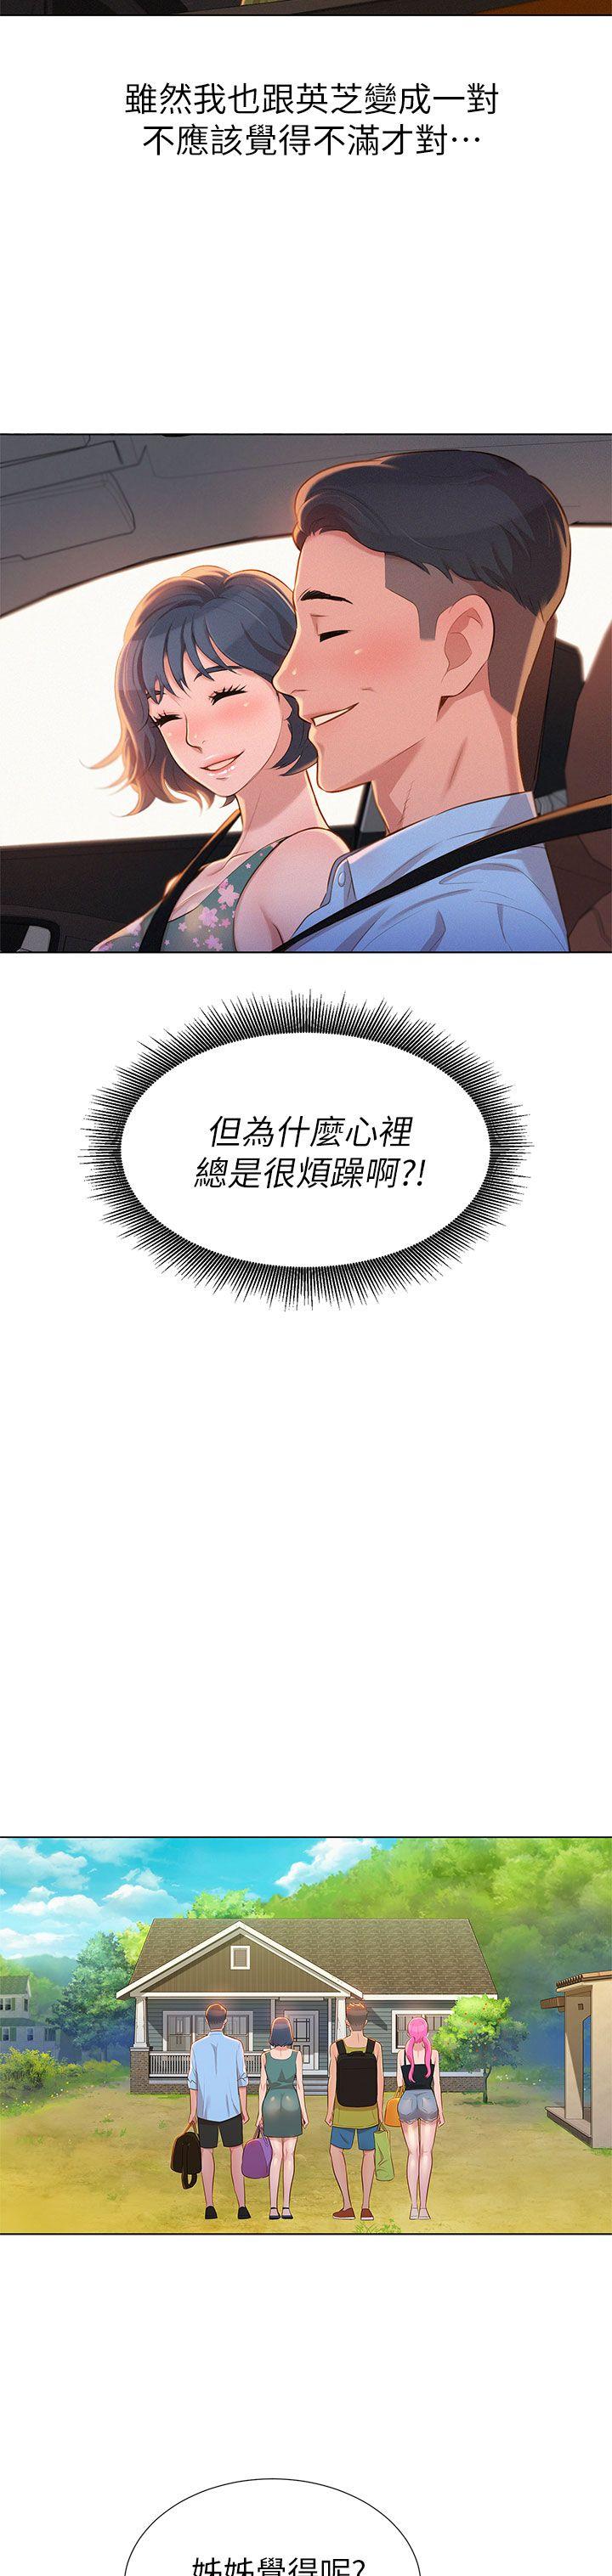 雖然我也跟英芝變成一對
不應該覺得不滿才對⋯
但為什麼心裡
總是很煩躁啊?!
姊姊覺得呢?